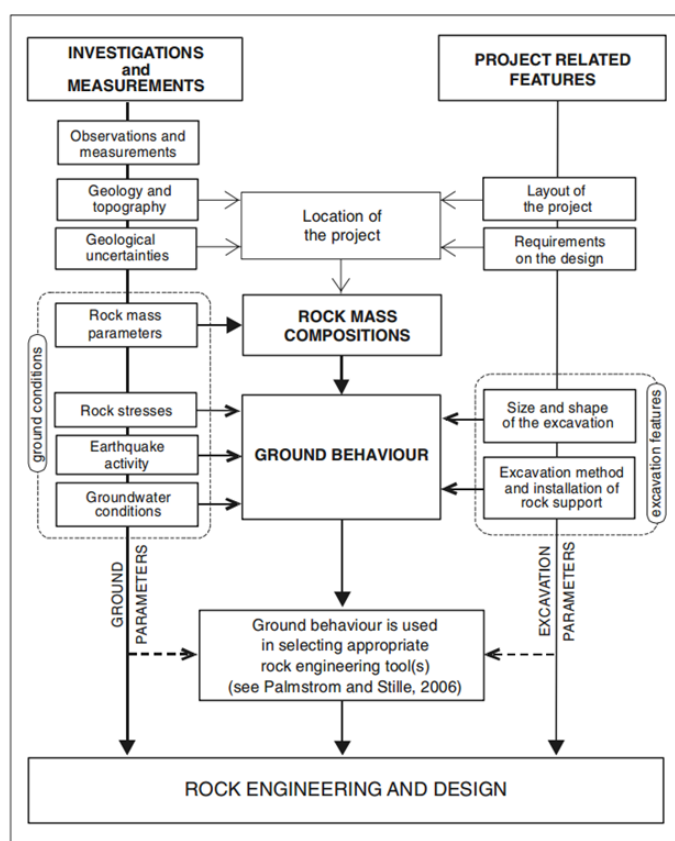 INVESTIGATIONS
and
MEASUREMENTS
PROJECT RELATED
FEATURES
Observations and
measurements
Geology and
topography
Geological
uncertainties
Location of
the project
Layout of
the project
Requirements
on the design
ground conditions
Rock mass
parameters
ROCK MASS
COMPOSITIONS
Rock stresses
Earthquake
activity
Groundwater
conditions
GROUND BEHAVIOUR
Size and shape
of the excavation
Excavation method
and installation of
rock support
excavation features
GROUND
PARAMETERS
EXCAVATION
PARAMETERS
Ground behaviour is used
in selecting appropriate
rock engineering tool(s)
(see Palmstrom and Stille, 2006)
ROCK ENGINEERING AND DESIGN